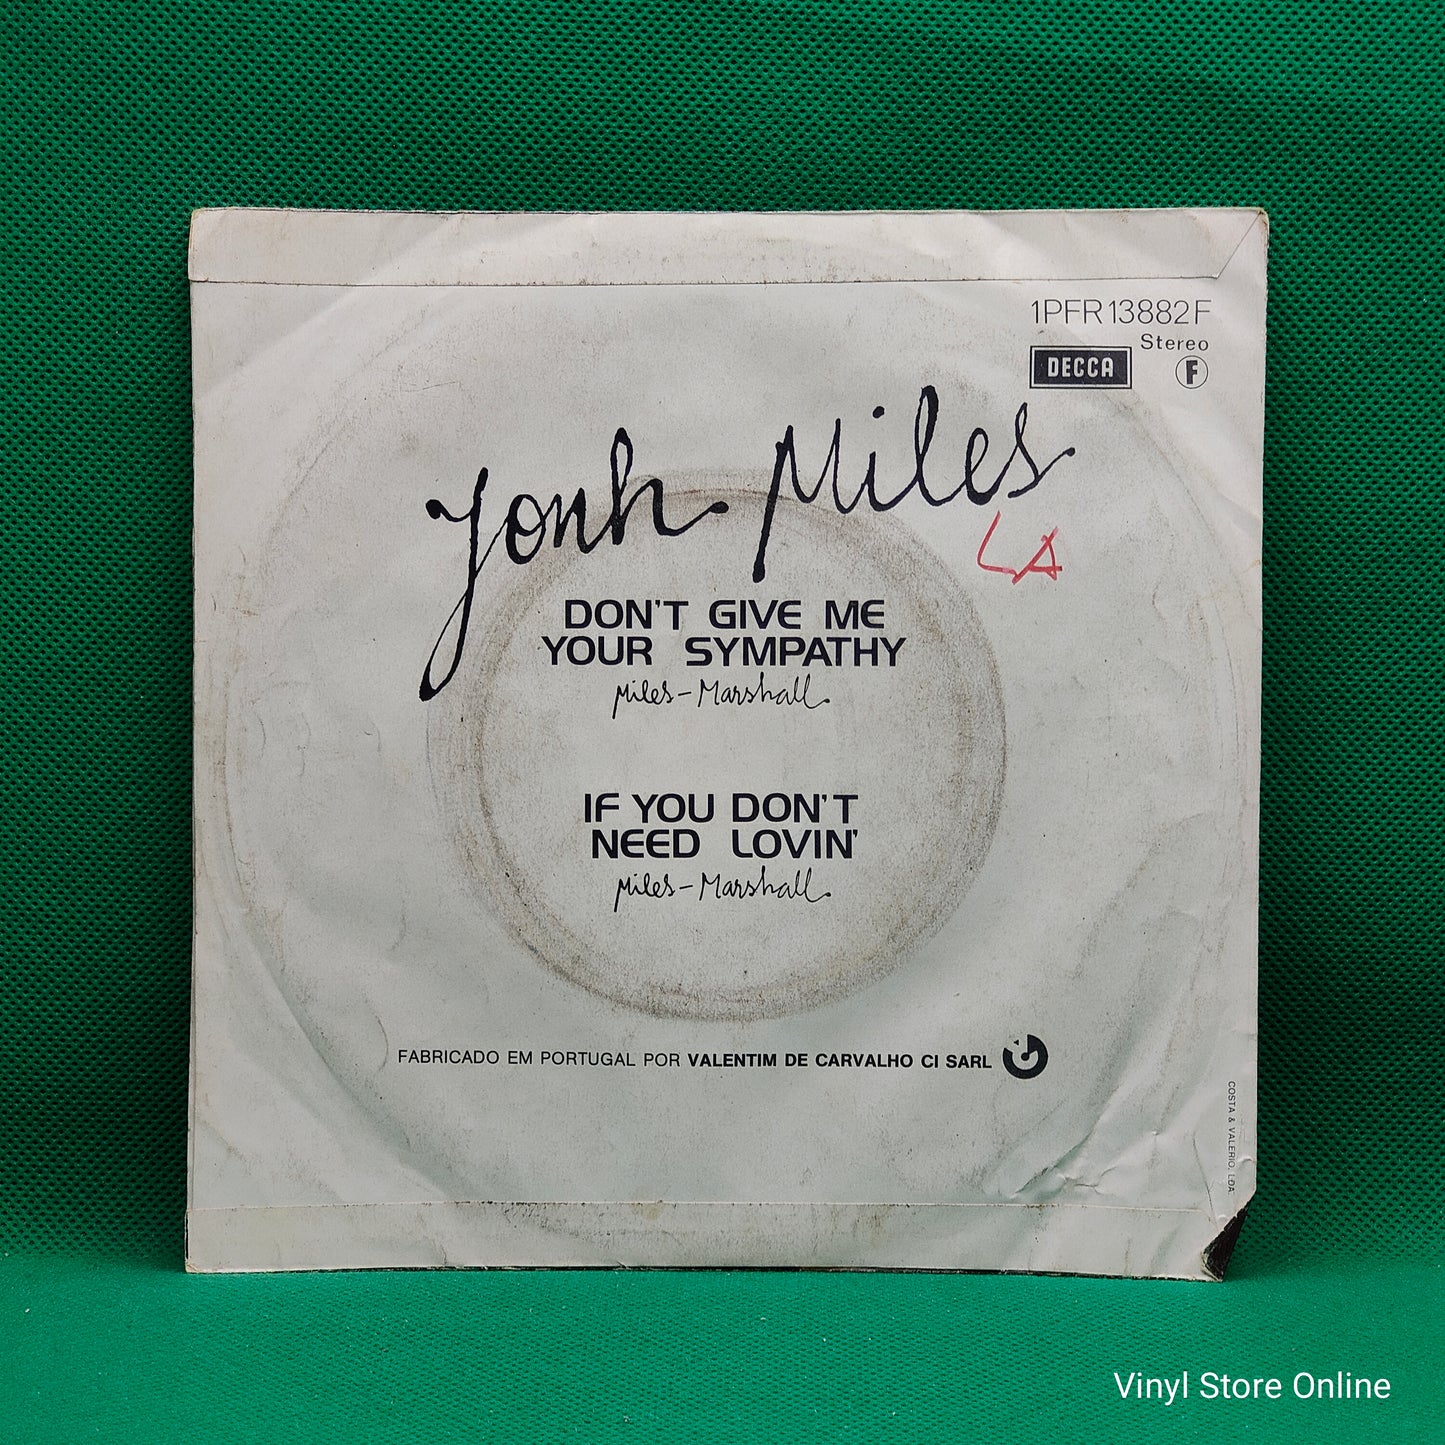 1PFR 13882F
Stereo
DECCA
F
Jonh. Miles
LA
DON'T GIVE ME
YOUR SYMPATHY
Miles - Marshall.
IF YOU DON'T
NEED LOVIN'
Miles - Marshall.
FABRICADO EM PORTUGAL POR VALENTIM DE CARVALHO CI SARL
COSTA & VALERIO, LDA.
Vinyl Store Online